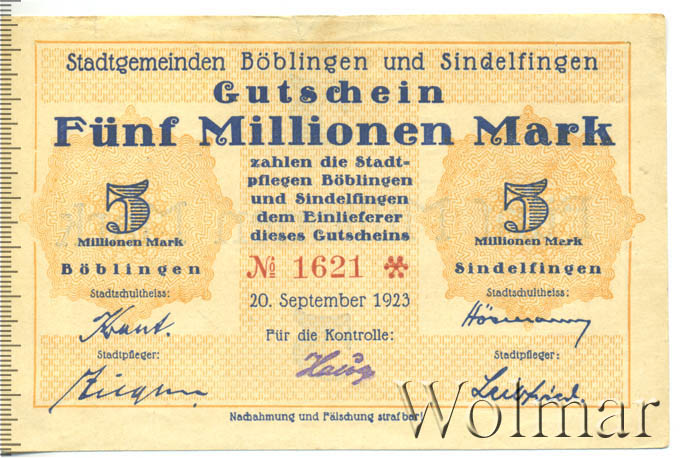 Stadtgemeinden Böblingen und Sindelfingen
Gutschein
Fünf Millionen Mark
zahlen die Stadt-
pflegen Böblingen
und Sindelfingen
dem Einlieferer
dieses Gutscheins
5
Millionen Mark
Böblingen
Stadtschultheiss:
Stadtpfleger:
№ 1621
20. September 1923
Für die Kontrolle:
Haug
5
Millionen Mark
Sindelfingen
Stadtschultheiss:
Hörmann
Stadtpfleger:
Nachahmung und Fälschung strafbar!
Wolmar